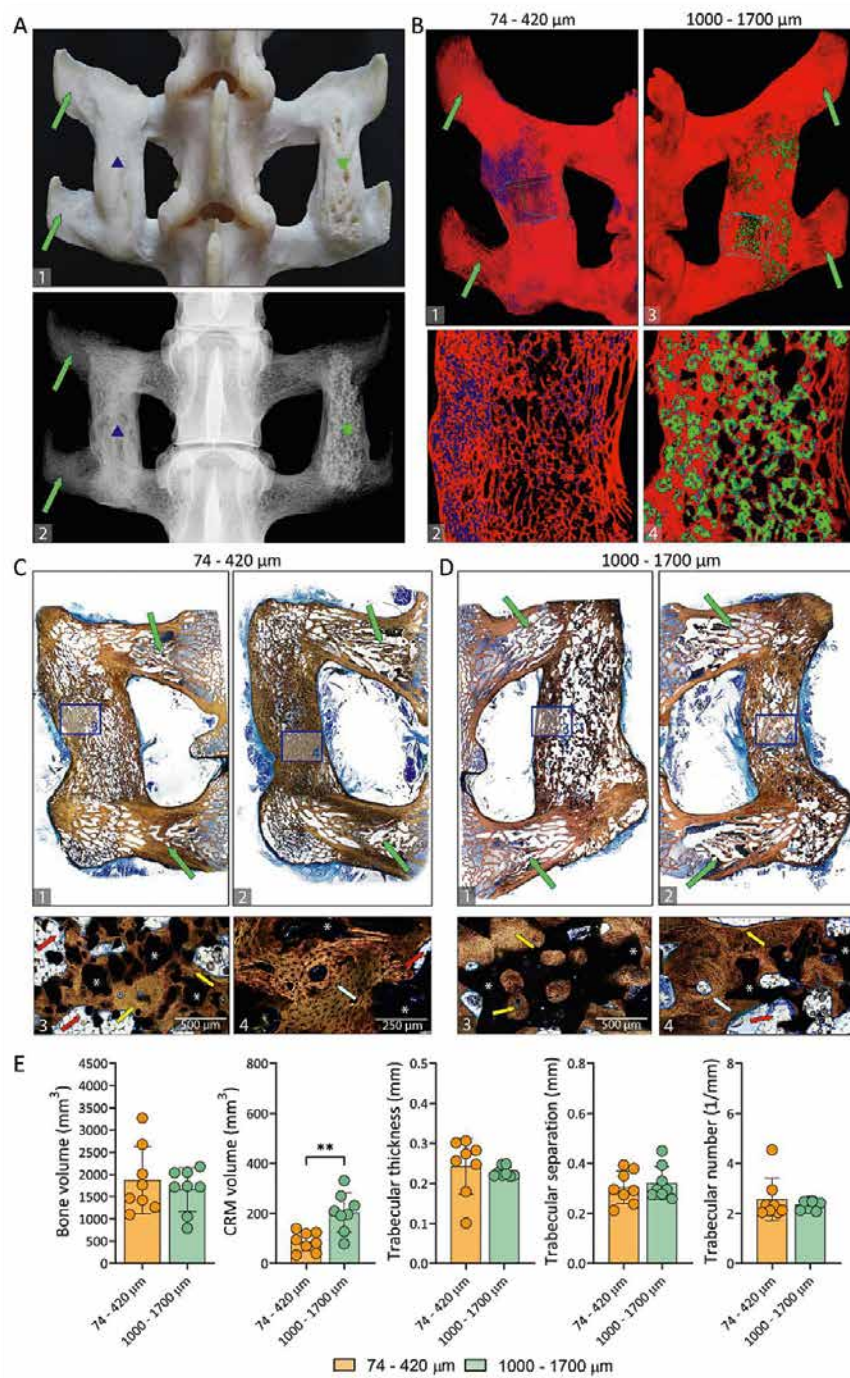 A
B
74 - 420 µm
1000 - 1700 µm
1
1
3
2
2
4
C
74 - 420 µm
D
1000 - 1700 µm
3
4
3
4
1
2
1
2
* * *
* *
* *
* *
3
500 µm
4
250 µm
3
500 µm
4
E
Bone volume (mm³)
4500
4000
3500
3000
2500
2000
1500
1000
500
0
74 - 420 µm
1000 - 1700 µm
CRM volume (mm³)
800
600
400
200
0
**
74 - 420 µm
1000 - 1700 µm
Trabecular thickness (mm)
0.5
0.4
0.3
0.2
0.1
0.0
74 - 420 µm
1000 - 1700 µm
Trabecular separation (mm)
0.8
0.6
0.4
0.2
0.0
74 - 420 µm
1000 - 1700 µm
Trabecular number (1/mm)
8
6
4
2
0
74 - 420 µm
1000 - 1700 µm
74 - 420 µm
1000 - 1700 µm